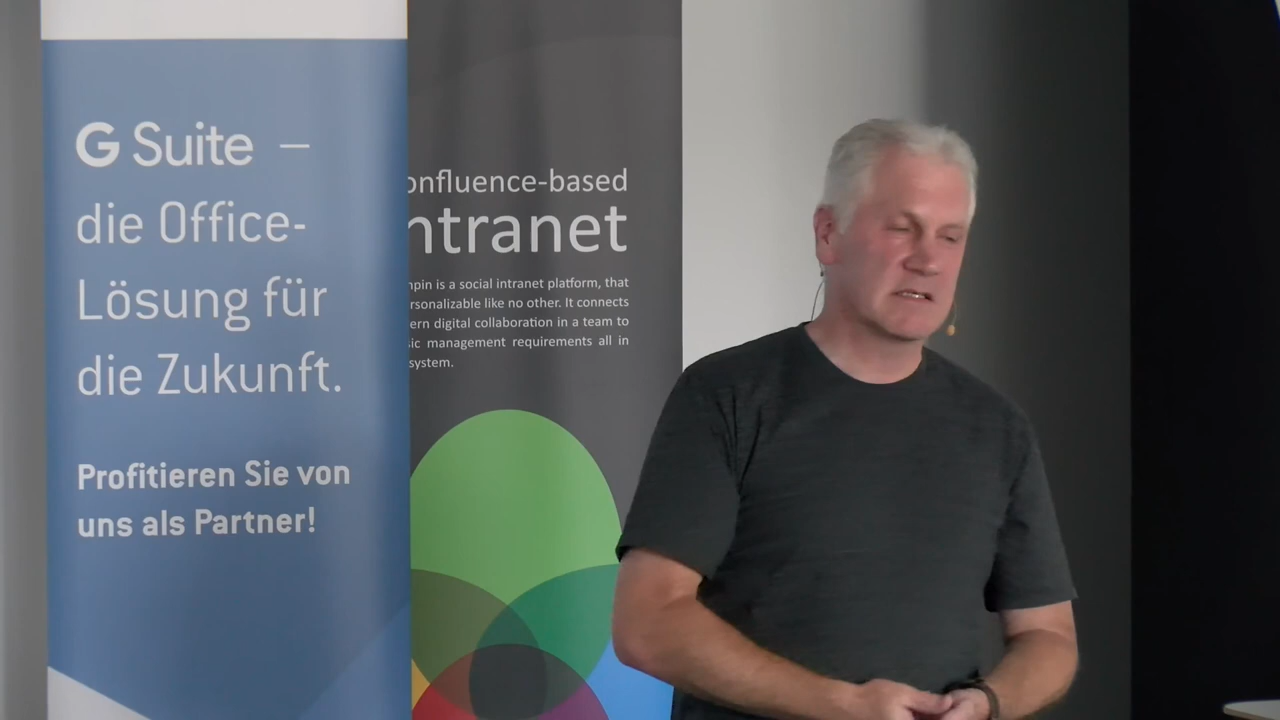 G Suite –
die Office-
Lösung für
die Zukunft.
Profitieren Sie von
uns als Partner!
onfluence-based
ntranet
npin is a social intranet platform, that
rsonalizable like no other. It connects
ern digital collaboration in a team to
ic management requirements all in
system.